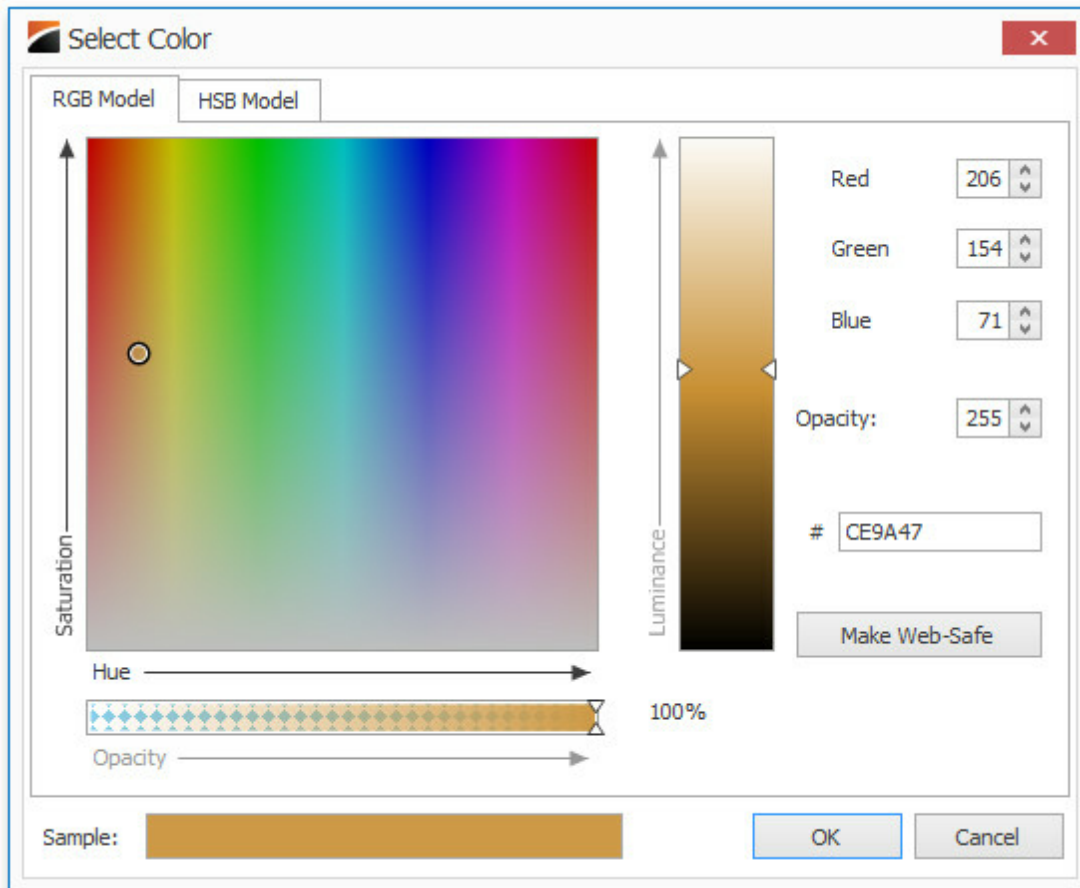 Select Color
RGB Model
HSB Model
Saturation
Hue
Opacity
100%
Luminance
Red 206
Green 154
Blue 71
Opacity: 255
# CE9A47
Make Web-Safe
Sample:
OK
Cancel